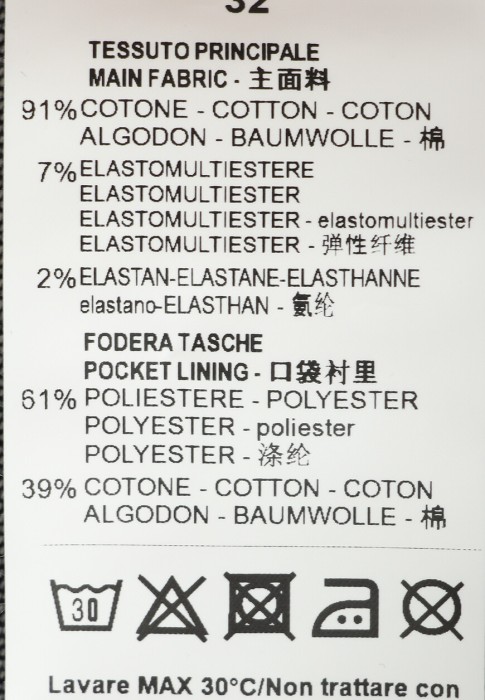 32
TESSUTO PRINCIPALE
MAIN FABRIC - 主面料
91% COTONE - COTTON - COTON
ALGODON - BAUMWOLLE - 棉
7% ELASTOMULTIESTERE
ELASTOMULTIESTER
ELASTOMULTIESTER - elastomultiester
ELASTOMULTIESTER - 弹性纤维
2% ELASTAN-ELASTANE-ELASTHANNE
elastano-ELASTHAN - 氨纶
FODERA TASCHE
POCKET LINING - 口袋衬里
61% POLIESTERE - POLYESTER
POLYESTER - poliester
POLYESTER - 涤纶
39% COTONE - COTTON - COTON
ALGODON - BAUMWOLLE - 棉
30
Lavare MAX 30°C/Non trattare con